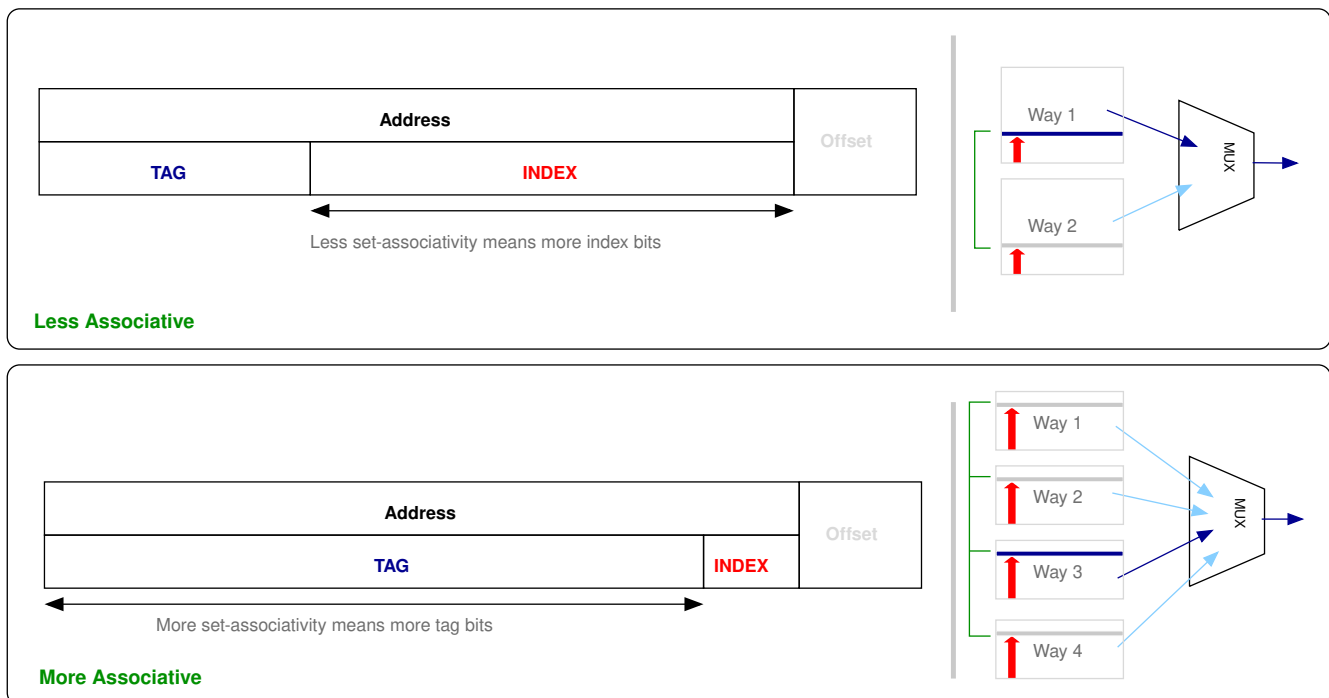 Address
Offset
TAG
INDEX
Less set-associativity means more index bits
Less Associative
Way 1
Way 2
MUX
Address
Offset
TAG
INDEX
More set-associativity means more tag bits
More Associative
Way 1
Way 2
Way 3
Way 4
MUX